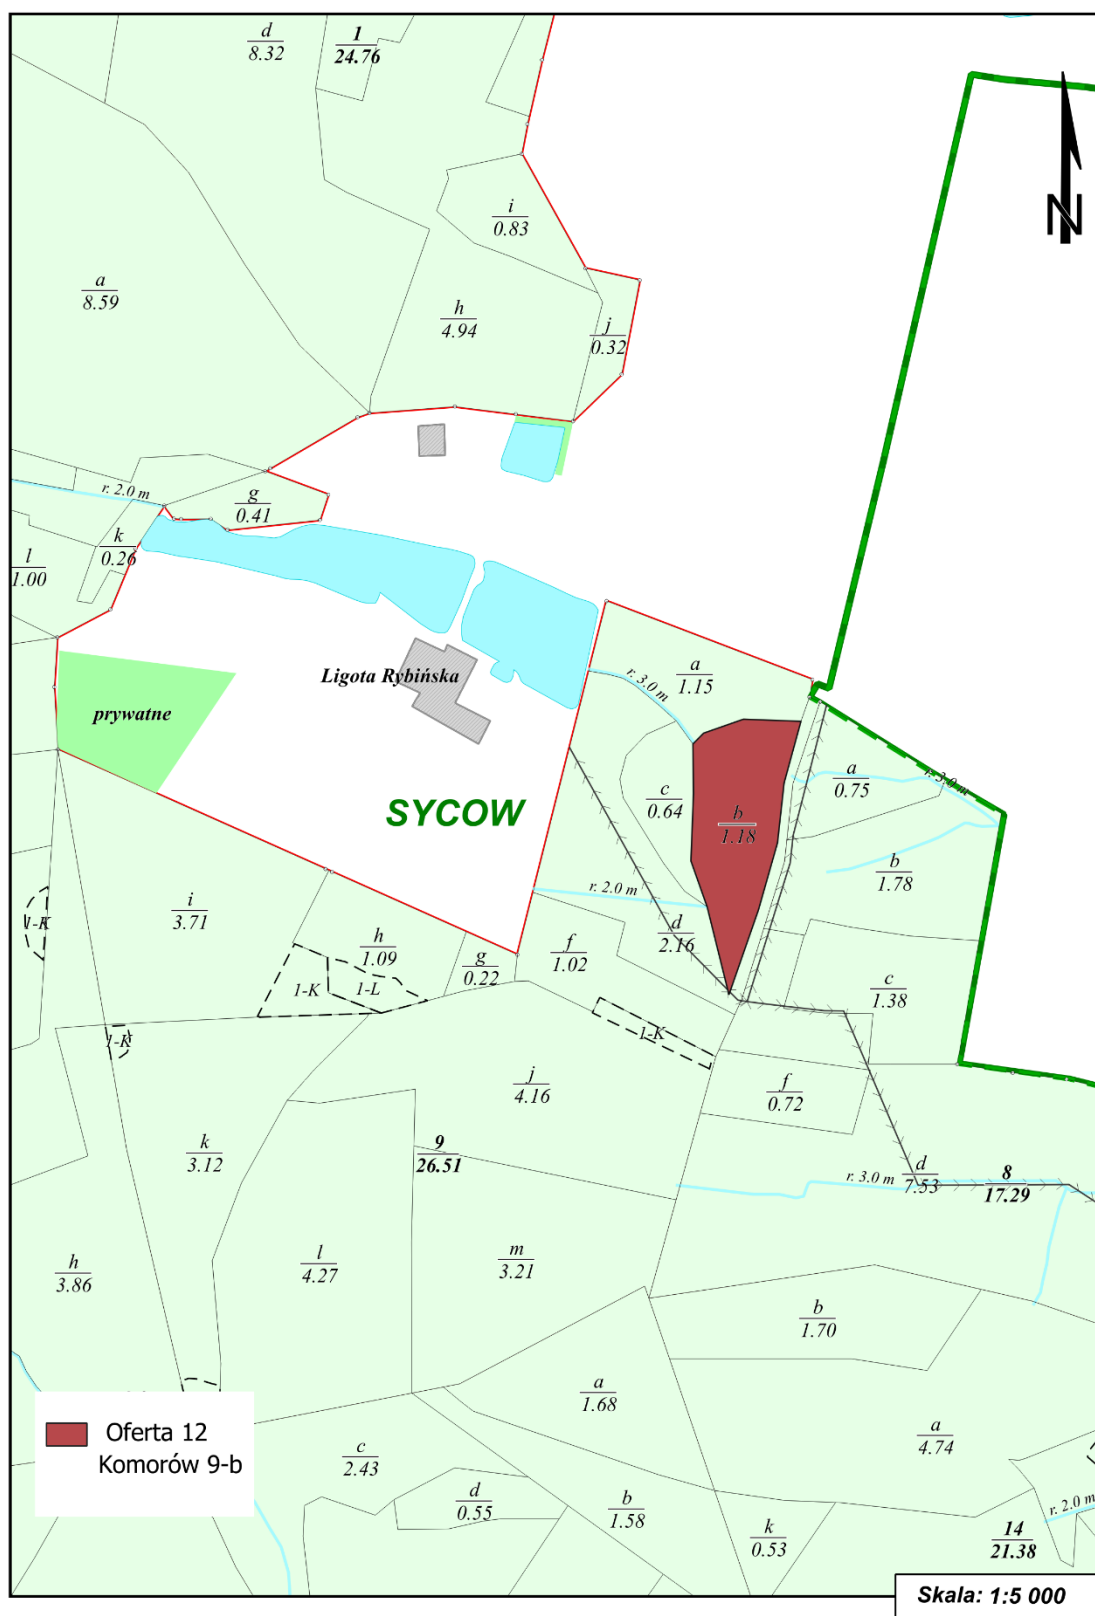 d
8.32
1
24.76
N
i
0.83
a
8.59
h
4.94
j
0.32
r. 2.0 m
g
0.41
k
0.26
l
1.00
Ligota Rybińska
a
1.15
r. 3.0 m
prywatne
a
0.75
r. 3.0 m
c
0.64
b
1.18
SYCOW
b
1.78
r. 2.0 m
i
3.71
1-K
h
1.09
d
2.16
f
1.02
g
0.22
c
1.38
1-K
1-L
1-K
1-K
j
4.16
f
0.72
k
3.12
9
26.51
r. 3.0 m
d
7.53
8
17.29
h
3.86
l
4.27
m
3.21
b
1.70
a
1.68
a
4.74
Oferta 12
Komorów 9-b
c
2.43
d
0.55
b
1.58
k
0.53
r. 2.0 m
14
21.38
Skala: 1:5 000